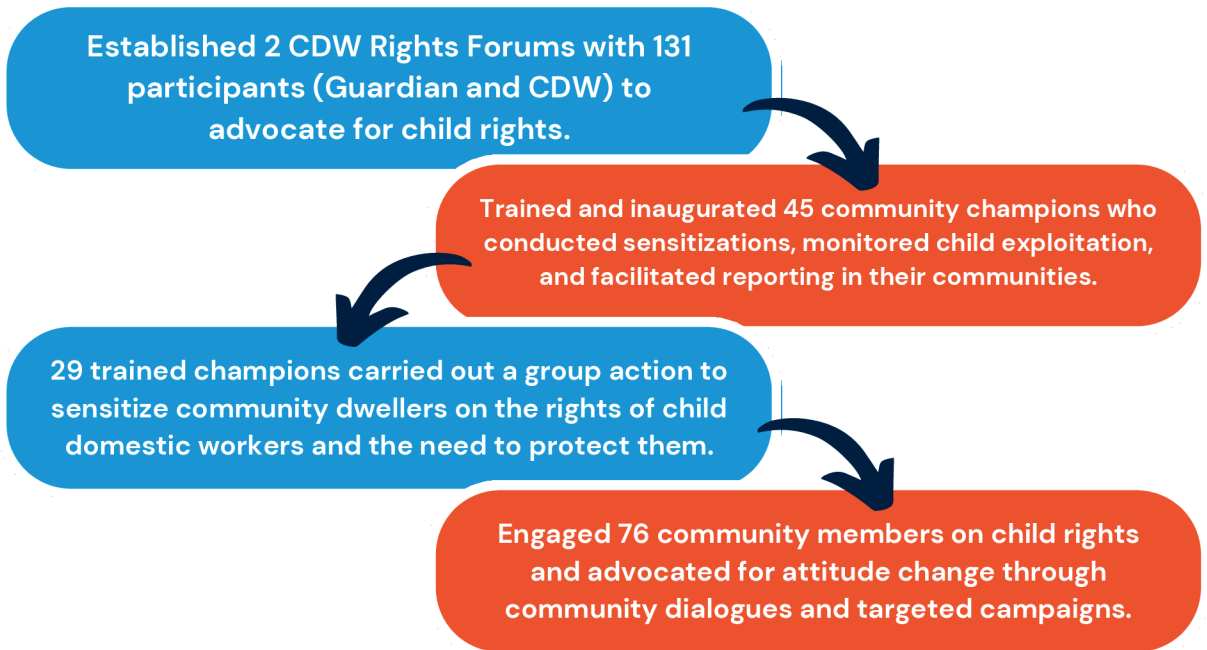 Established 2 CDW Rights Forums with 131
participants (Guardian and CDW) to
advocate for child rights.
Trained and inaugurated 45 community champions who
conducted sensitizations, monitored child exploitation,
and facilitated reporting in their communities.
29 trained champions carried out a group action to
sensitize community dwellers on the rights of child
domestic workers and the need to protect them.
Engaged 76 community members on child rights
and advocated for attitude change through
community dialogues and targeted campaigns.